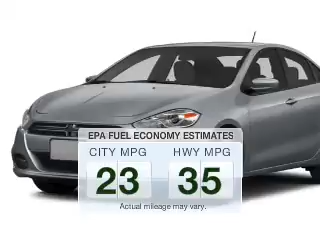 EPA FUEL ECONOMY ESTIMATES
CITY MPG HWY MPG
23 35
Actual mileage may vary.